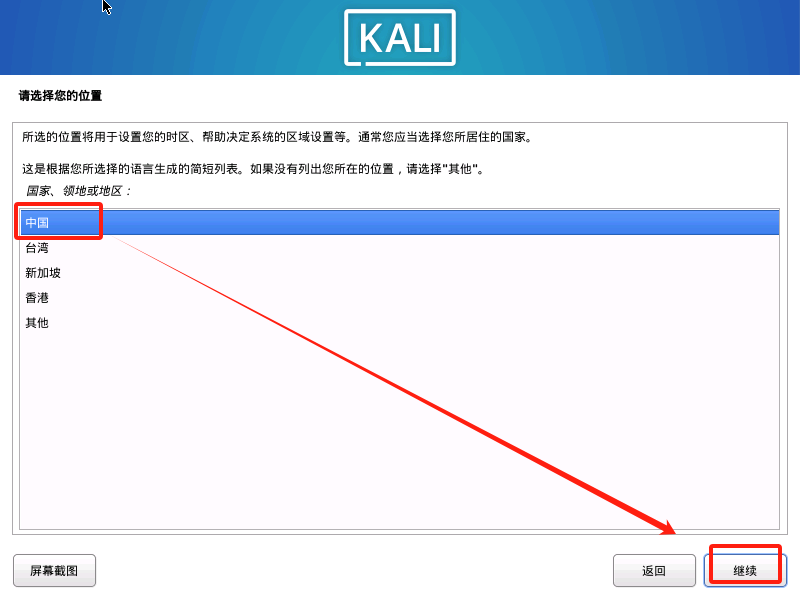 KALI
请选择您的位置
所选的位置将用于设置您的时区、帮助决定系统的区域设置等。通常您应当选择您所居住的国家。
这是根据您所选择的语言生成的简短列表。如果没有列出您所在的位置，请选择"其他"。
国家、领地或地区：
中国
台湾
新加坡
香港
其他
屏幕截图
返回
继续